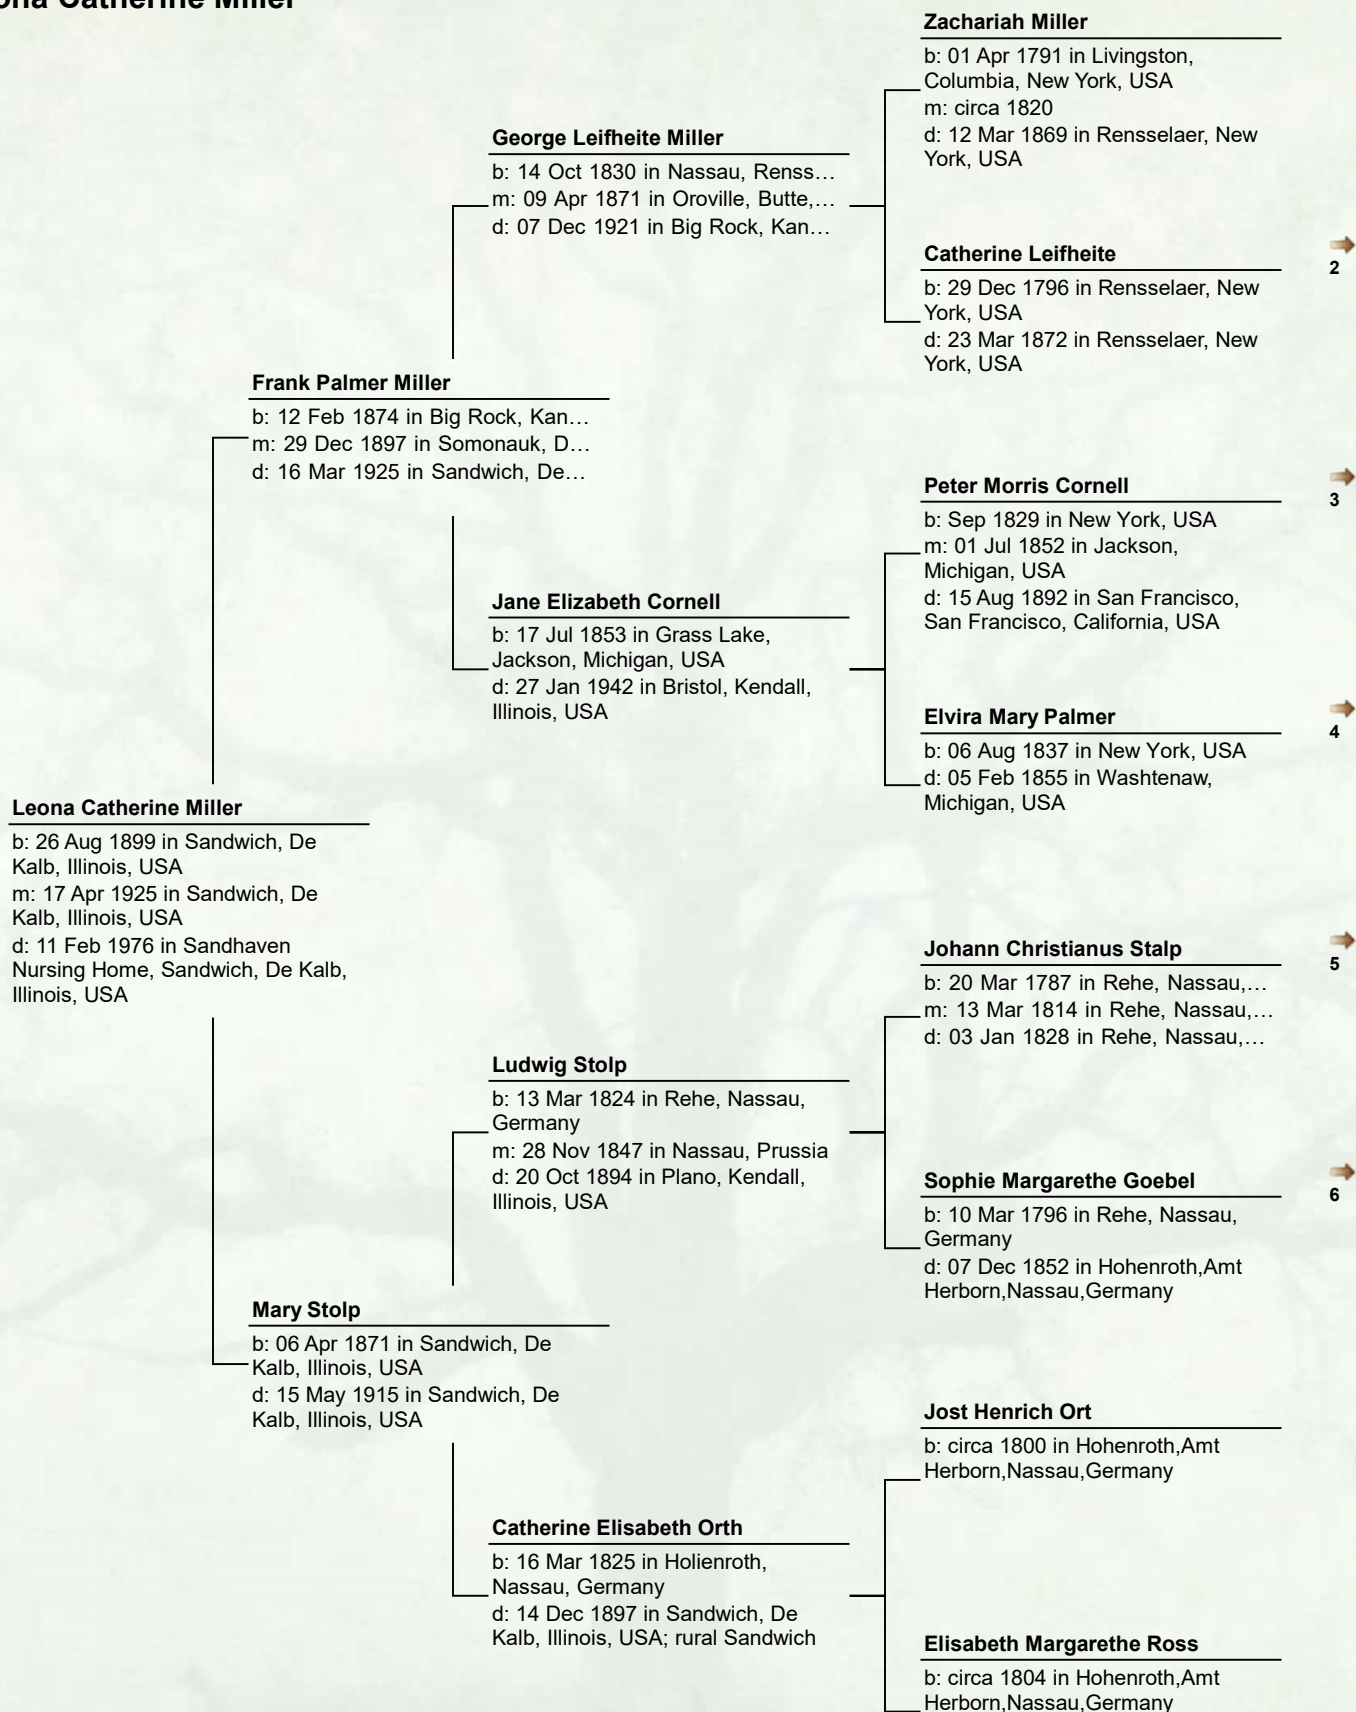 Catherine Miller
Zachariah Miller
b: 01 Apr 1791 in Livingston,
Columbia, New York, USA
m: circa 1820
d: 12 Mar 1869 in Rensselaer, New
York, USA
George Leifheite Miller
b: 14 Oct 1830 in Nassau, Renss…
m: 09 Apr 1871 in Oroville, Butte,…
d: 07 Dec 1921 in Big Rock, Kan…
Catherine Leifheite
b: 29 Dec 1796 in Rensselaer, New
York, USA
d: 23 Mar 1872 in Rensselaer, New
York, USA
2
Frank Palmer Miller
b: 12 Feb 1874 in Big Rock, Kan…
m: 29 Dec 1897 in Somonauk, D…
d: 16 Mar 1925 in Sandwich, De…
Peter Morris Cornell
b: Sep 1829 in New York, USA
m: 01 Jul 1852 in Jackson,
Michigan, USA
d: 15 Aug 1892 in San Francisco,
San Francisco, California, USA
3
Jane Elizabeth Cornell
b: 17 Jul 1853 in Grass Lake,
Jackson, Michigan, USA
d: 27 Jan 1942 in Bristol, Kendall,
Illinois, USA
Elvira Mary Palmer
b: 06 Aug 1837 in New York, USA
d: 05 Feb 1855 in Washtenaw,
Michigan, USA
4
Leona Catherine Miller
b: 26 Aug 1899 in Sandwich, De
Kalb, Illinois, USA
m: 17 Apr 1925 in Sandwich, De
Kalb, Illinois, USA
d: 11 Feb 1976 in Sandhaven
Nursing Home, Sandwich, De Kalb,
Illinois, USA
Johann Christianus Stalp
b: 20 Mar 1787 in Rehe, Nassau,…
m: 13 Mar 1814 in Rehe, Nassau,…
d: 03 Jan 1828 in Rehe, Nassau,…
5
Ludwig Stolp
b: 13 Mar 1824 in Rehe, Nassau,
Germany
m: 28 Nov 1847 in Nassau, Prussia
d: 20 Oct 1894 in Plano, Kendall,
Illinois, USA
Sophie Margarethe Goebel
b: 10 Mar 1796 in Rehe, Nassau,
Germany
d: 07 Dec 1852 in Hohenroth,Amt
Herborn,Nassau,Germany
6
Mary Stolp
b: 06 Apr 1871 in Sandwich, De
Kalb, Illinois, USA
d: 15 May 1915 in Sandwich, De
Kalb, Illinois, USA
Jost Henrich Ort
b: circa 1800 in Hohenroth,Amt
Herborn,Nassau,Germany
Catherine Elisabeth Orth
b: 16 Mar 1825 in Holienroth,
Nassau, Germany
d: 14 Dec 1897 in Sandwich, De
Kalb, Illinois, USA; rural Sandwich
Elisabeth Margarethe Ross
b: circa 1804 in Hohenroth,Amt
Herborn,Nassau,Germany